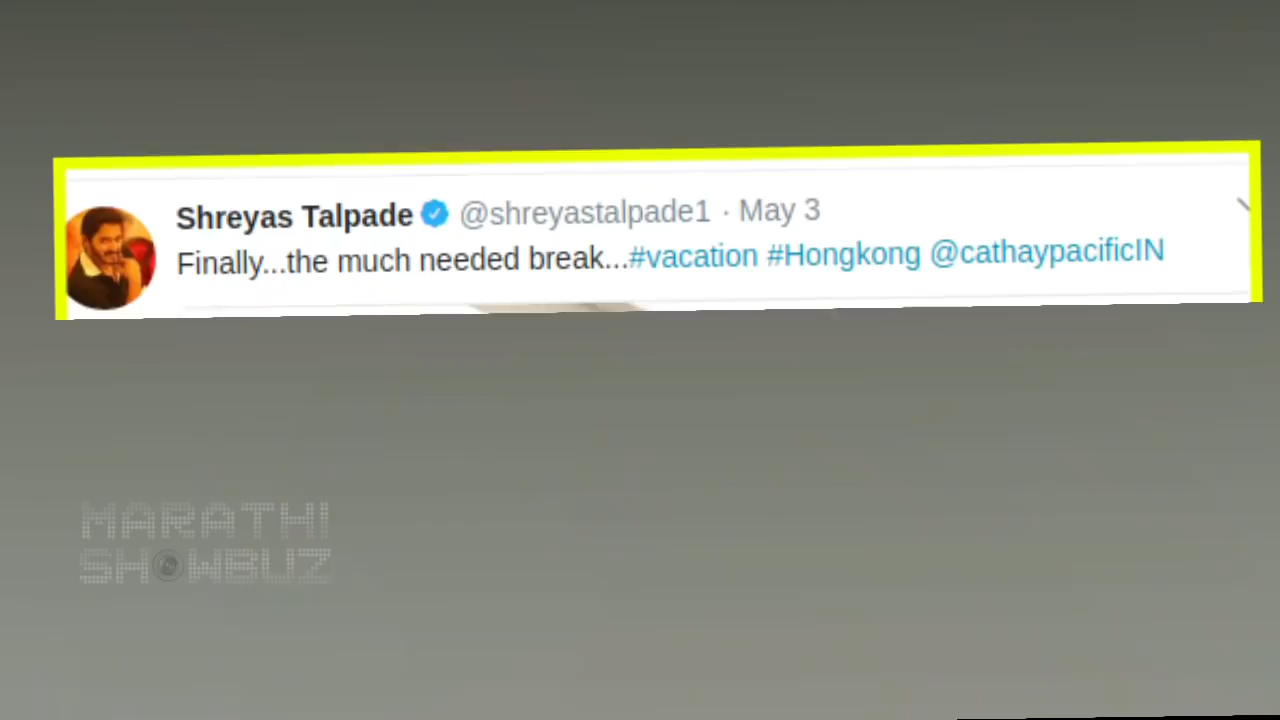 Shreyas Talpade @shreyastalpade1 · May 3
Finally...the much needed break...#vacation #Hongkong @cathaypacificIN
MARATHI
SHOWBUZ